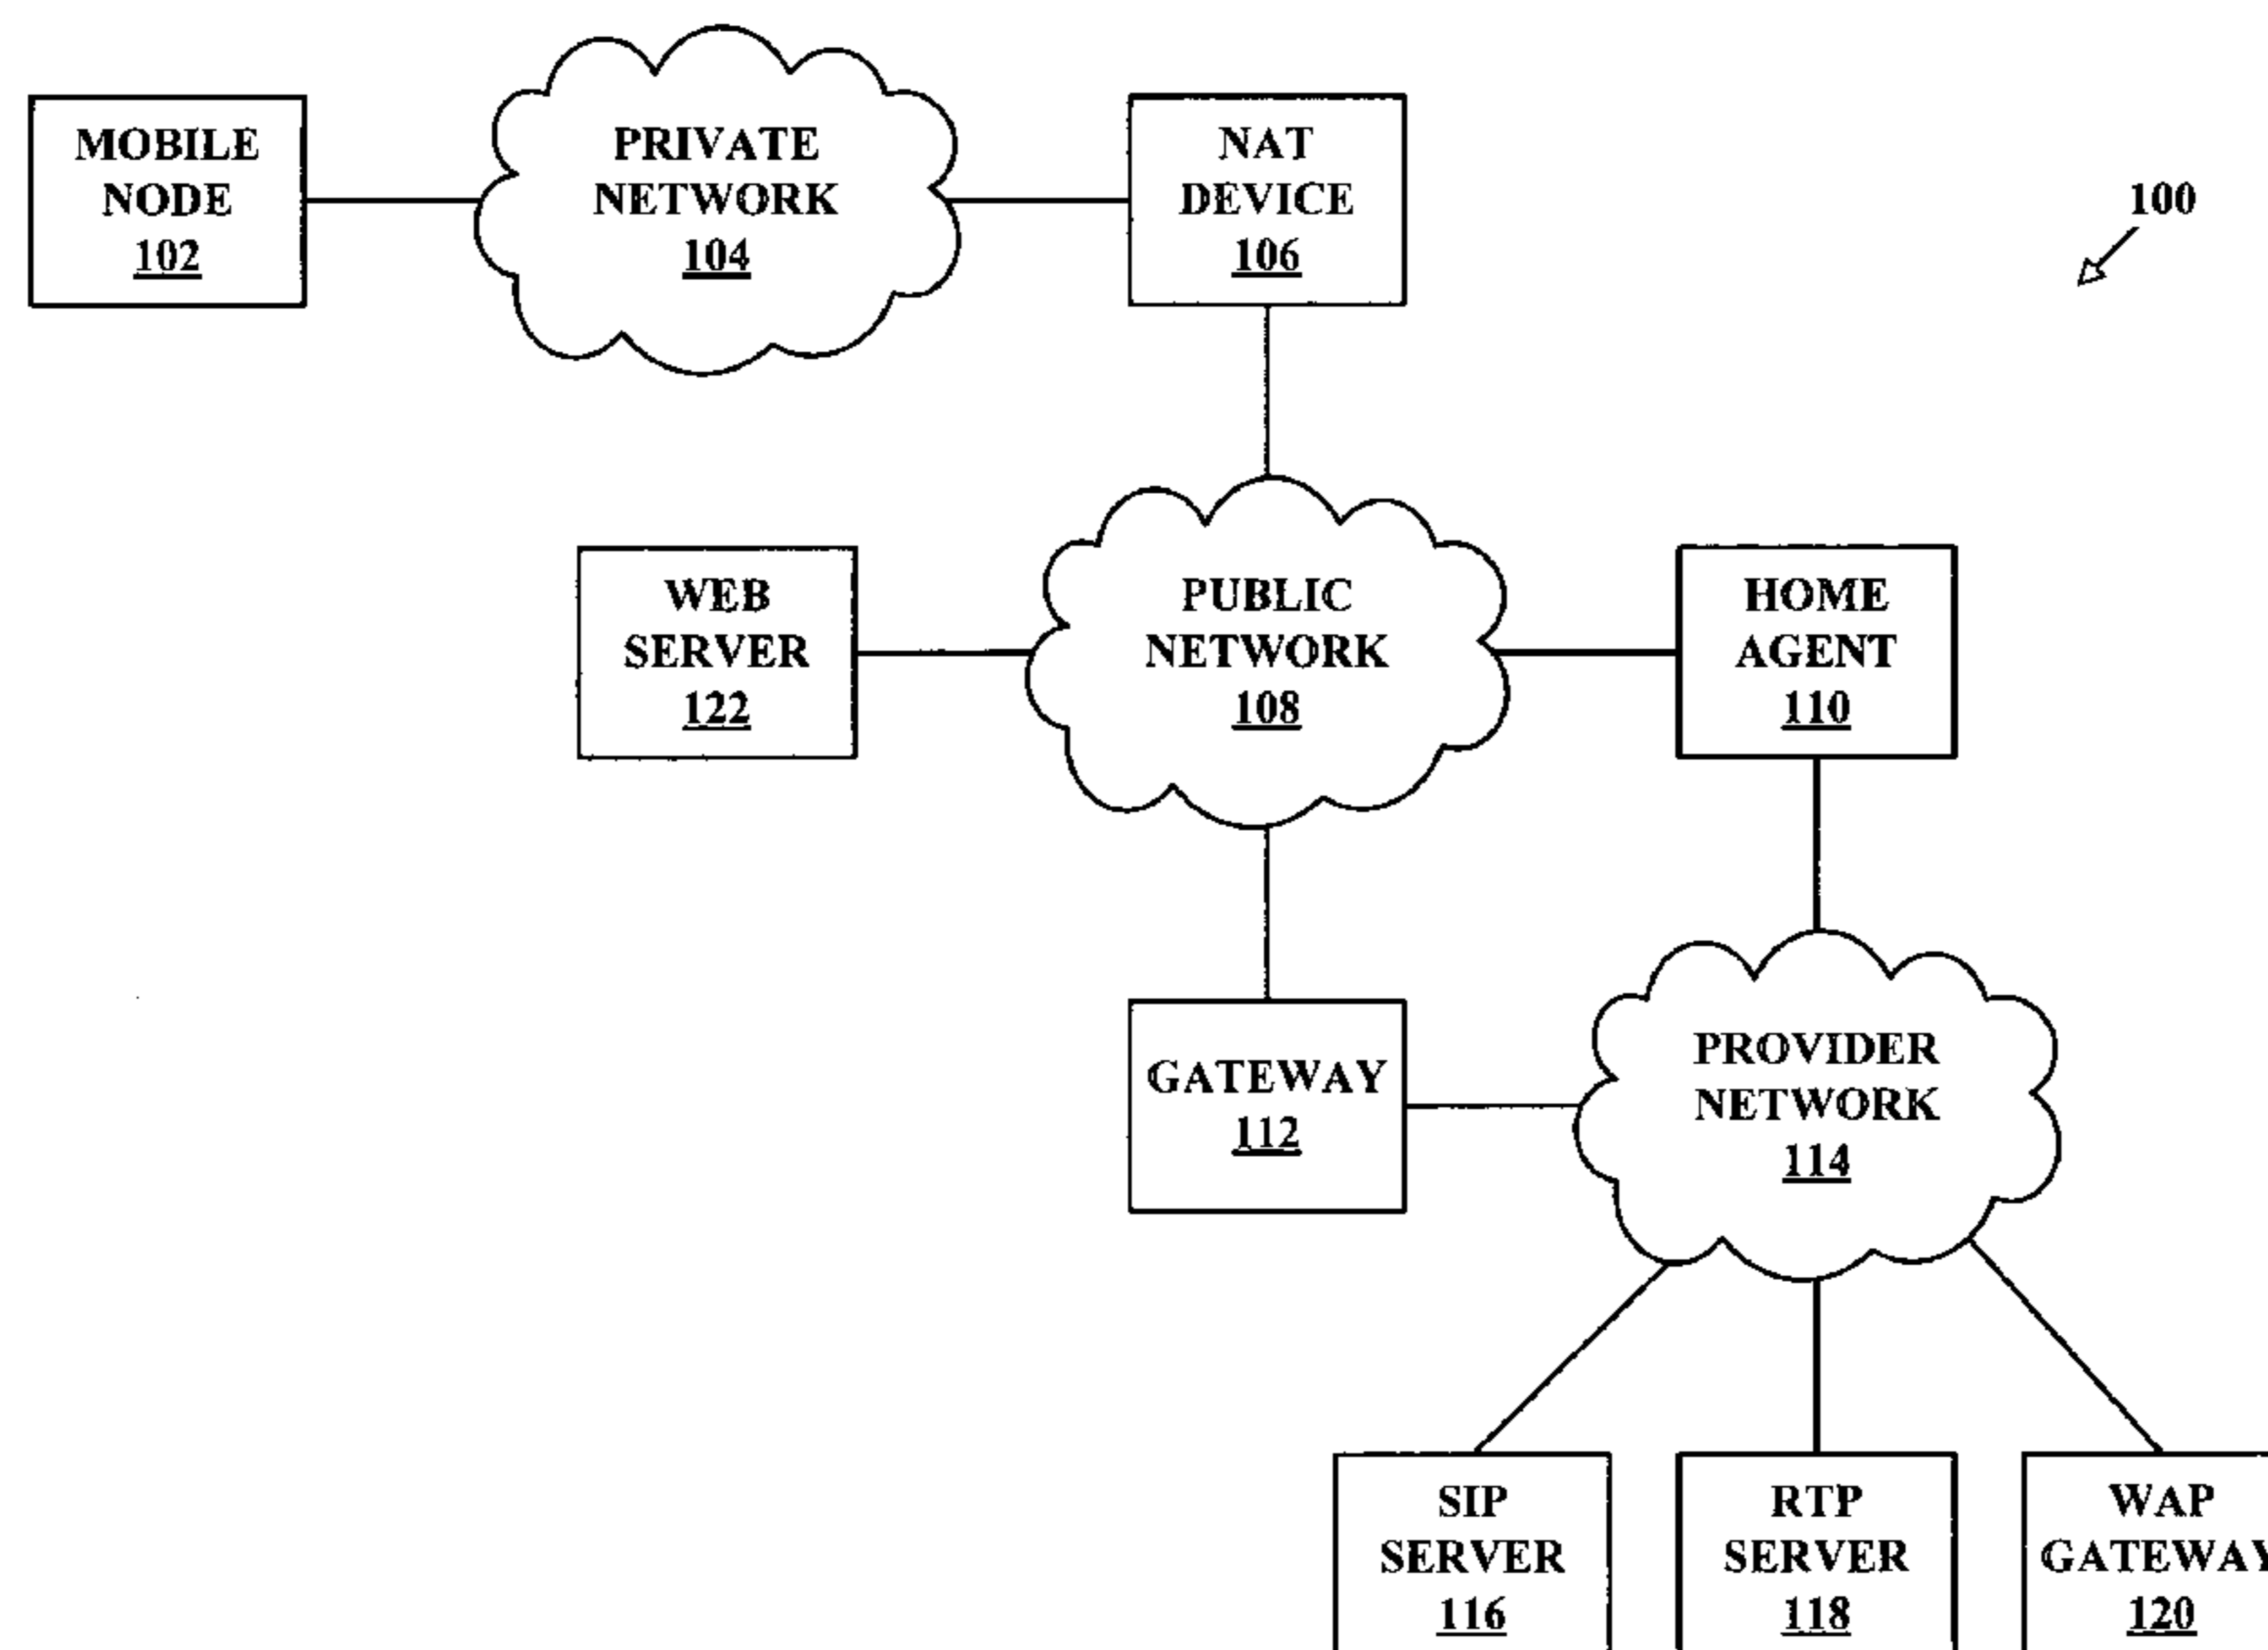 MOBILE
NODE
102
PRIVATE
NETWORK
104
NAT
DEVICE
106
100
WEB
SERVER
122
PUBLIC
NETWORK
108
HOME
AGENT
110
GATEWAY
112
PROVIDER
NETWORK
114
SIP
SERVER
116
RTP
SERVER
118
WAP
GATEWAY
120